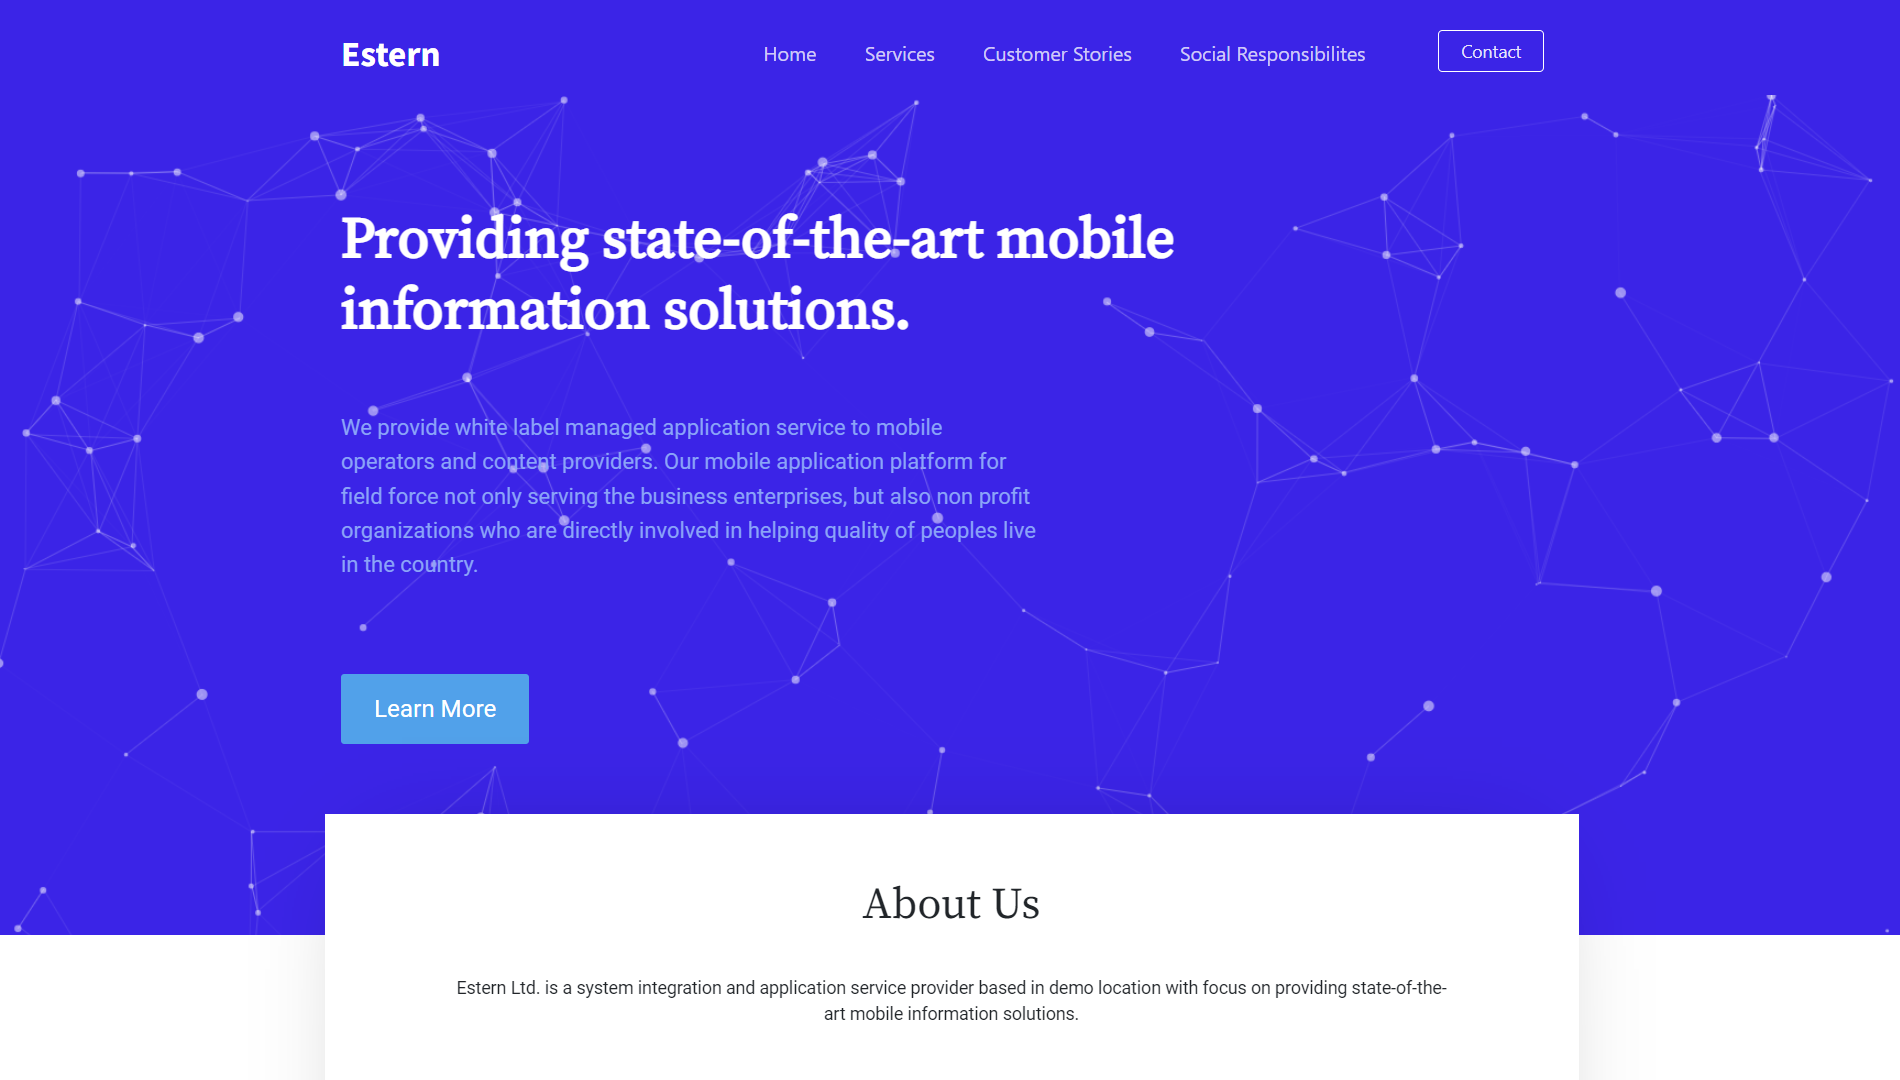 Estern
Home
Services
Customer Stories
Social Responsibilites
Contact
Providing state-of-the-art mobile
information solutions.
We provide white label managed application service to mobile
operators and content providers. Our mobile application platform for
field force not only serving the business enterprises, but also non profit
organizations who are directly involved in helping quality of peoples live
in the country.
Learn More
About Us
Estern Ltd. is a system integration and application service provider based in demo location with focus on providing state-of-the-
art mobile information solutions.